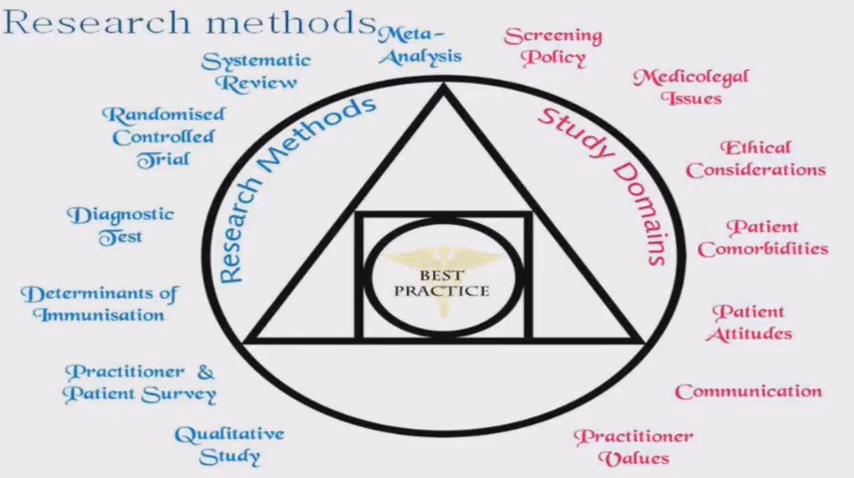 Research methods
Meta-
Analysis
Systematic
Review
Randomised
Controlled
Trial
Diagnostic
Test
Determinants of
Immunisation
Practitioner &
Patient Survey
Qualitative
Study
Research Methods
Study Domains
BEST
PRACTICE
Screening
Policy
Medicolegal
Issues
Ethical
Considerations
Patient
Comorbidities
Patient
Attitudes
Communication
Practitioner
Values